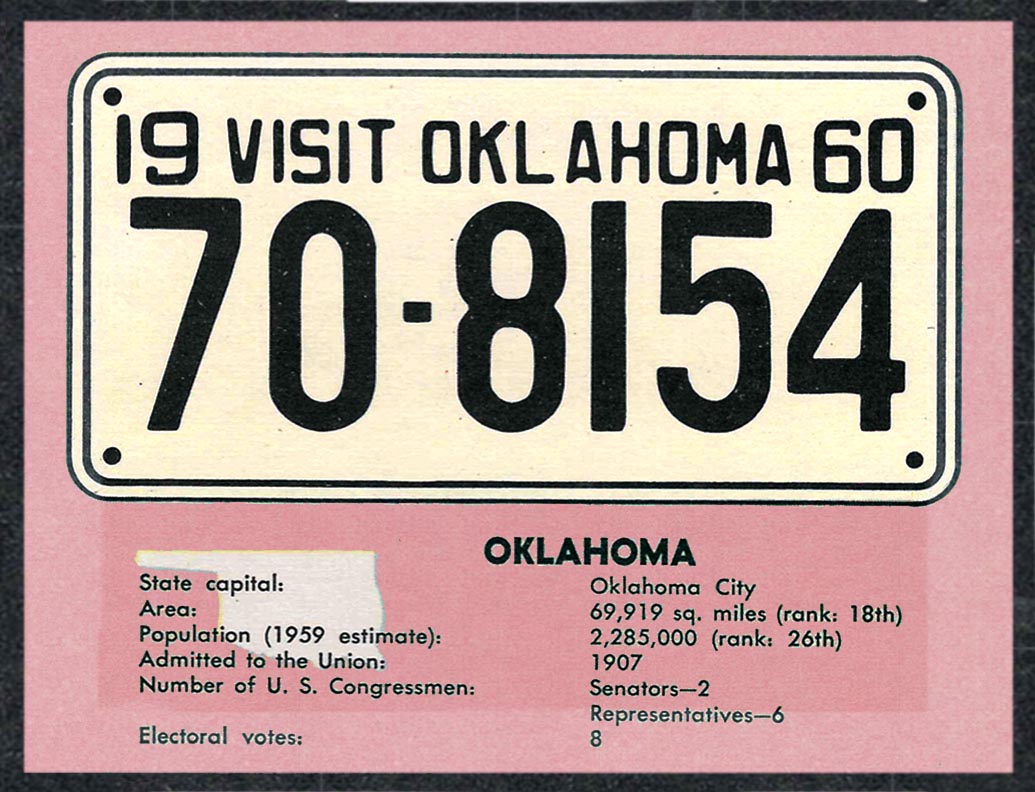 19 VISIT OKLAHOMA 60
70-8154
OKLAHOMA
State capital: Oklahoma City
Area: 69,919 sq. miles (rank: 18th)
Population (1959 estimate): 2,285,000 (rank: 26th)
Admitted to the Union: 1907
Number of U. S. Congressmen: Senators—2
Representatives—6
Electoral votes: 8